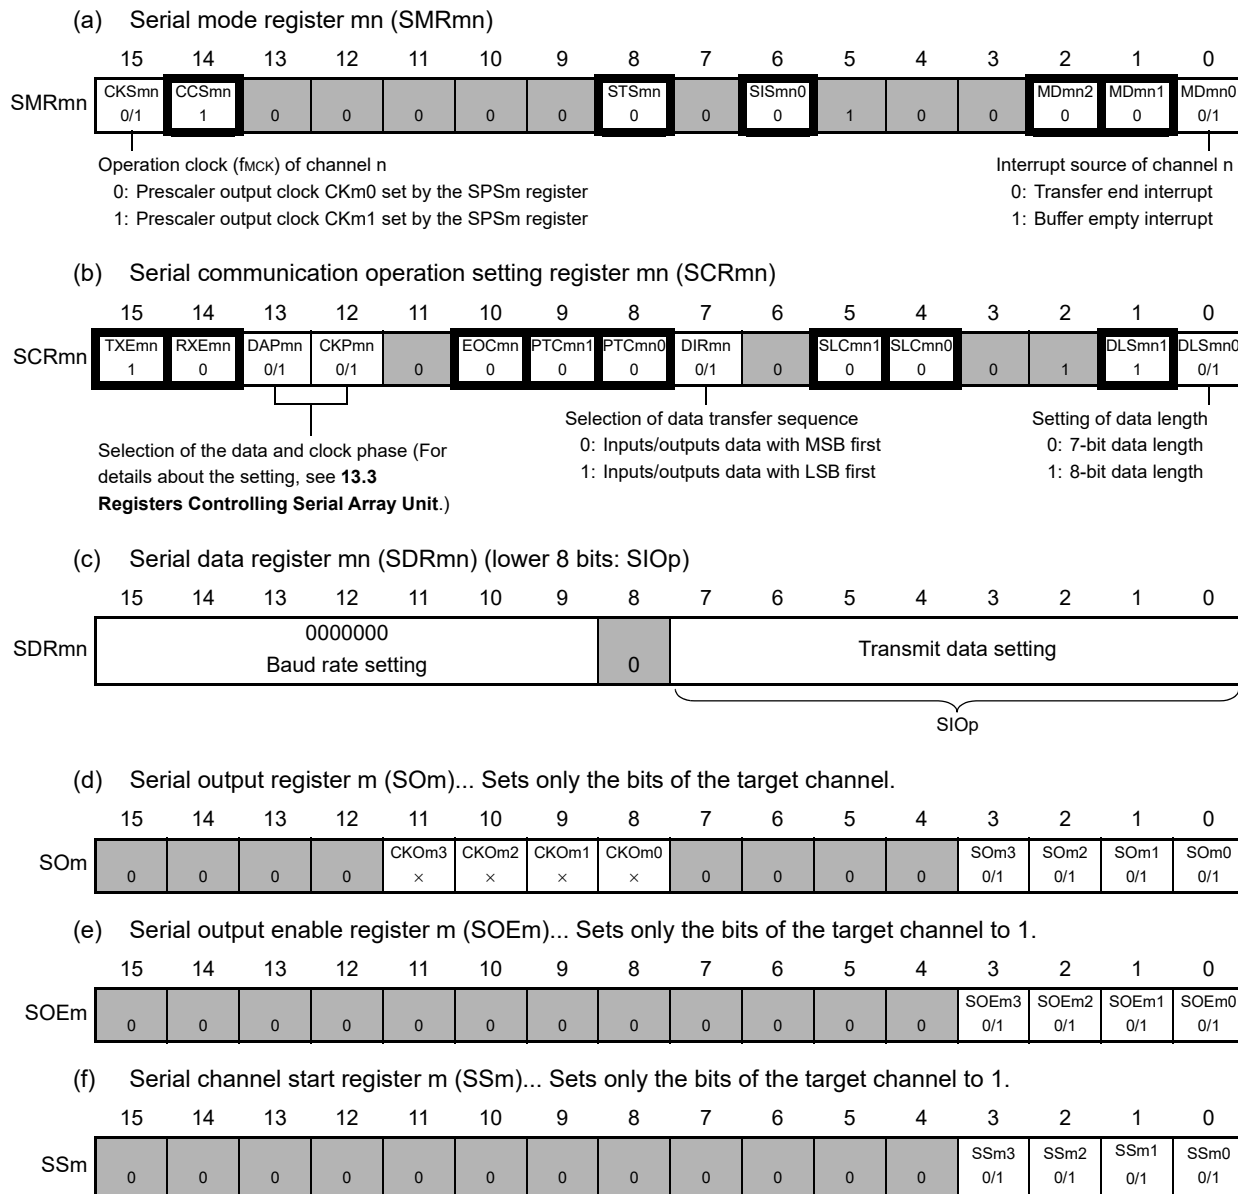 (a) Serial mode register mn (SMRmn)
15 14 13 12 11 10 9 8 7 6 5 4 3 2 1 0
SMRmn CKSmn CCSmn STSmn SISmn0 MDmn2 MDmn1 MDmn0
0/1 1 0 0 0 0 0 0 0 0 1 0 0 0 0 0/1
Operation clock (fMCK) of channel n
0: Prescaler output clock CKm0 set by the SPSm register
1: Prescaler output clock CKm1 set by the SPSm register
Interrupt source of channel n
0: Transfer end interrupt
1: Buffer empty interrupt
(b) Serial communication operation setting register mn (SCRmn)
15 14 13 12 11 10 9 8 7 6 5 4 3 2 1 0
SCRmn TXEmn RXEmn DAPmn CKPmn EOCmn PTCmn1 PTCmn0 DIRmn SLCmn1 SLCmn0 DLSmn1 DLSmn0
1 0 0/1 0/1 0 0 0 0 0/1 0 0 0 0 1 1 0/1
Selection of the data and clock phase (For
details about the setting, see 13.3
Registers Controlling Serial Array Unit.)
Selection of data transfer sequence
0: Inputs/outputs data with MSB first
1: Inputs/outputs data with LSB first
Setting of data length
0: 7-bit data length
1: 8-bit data length
(c) Serial data register mn (SDRmn) (lower 8 bits: SIOp)
15 14 13 12 11 10 9 8 7 6 5 4 3 2 1 0
SDRmn
0000000
Baud rate setting
0
Transmit data setting
SIOp
(d) Serial output register m (SOm)... Sets only the bits of the target channel.
15 14 13 12 11 10 9 8 7 6 5 4 3 2 1 0
SOm CKOm3 CKOm2 CKOm1 CKOm0 SOm3 SOm2 SOm1 SOm0
0 0 0 0 × × × × 0 0 0 0 0/1 0/1 0/1 0/1
(e) Serial output enable register m (SOEm)... Sets only the bits of the target channel to 1.
15 14 13 12 11 10 9 8 7 6 5 4 3 2 1 0
SOEm SOEm3 SOEm2 SOEm1 SOEm0
0 0 0 0 0 0 0 0 0 0 0 0 0/1 0/1 0/1 0/1
(f) Serial channel start register m (SSm)... Sets only the bits of the target channel to 1.
15 14 13 12 11 10 9 8 7 6 5 4 3 2 1 0
SSm SSm3 SSm2 SSm1 SSm0
0 0 0 0 0 0 0 0 0 0 0 0 0/1 0/1 0/1 0/1